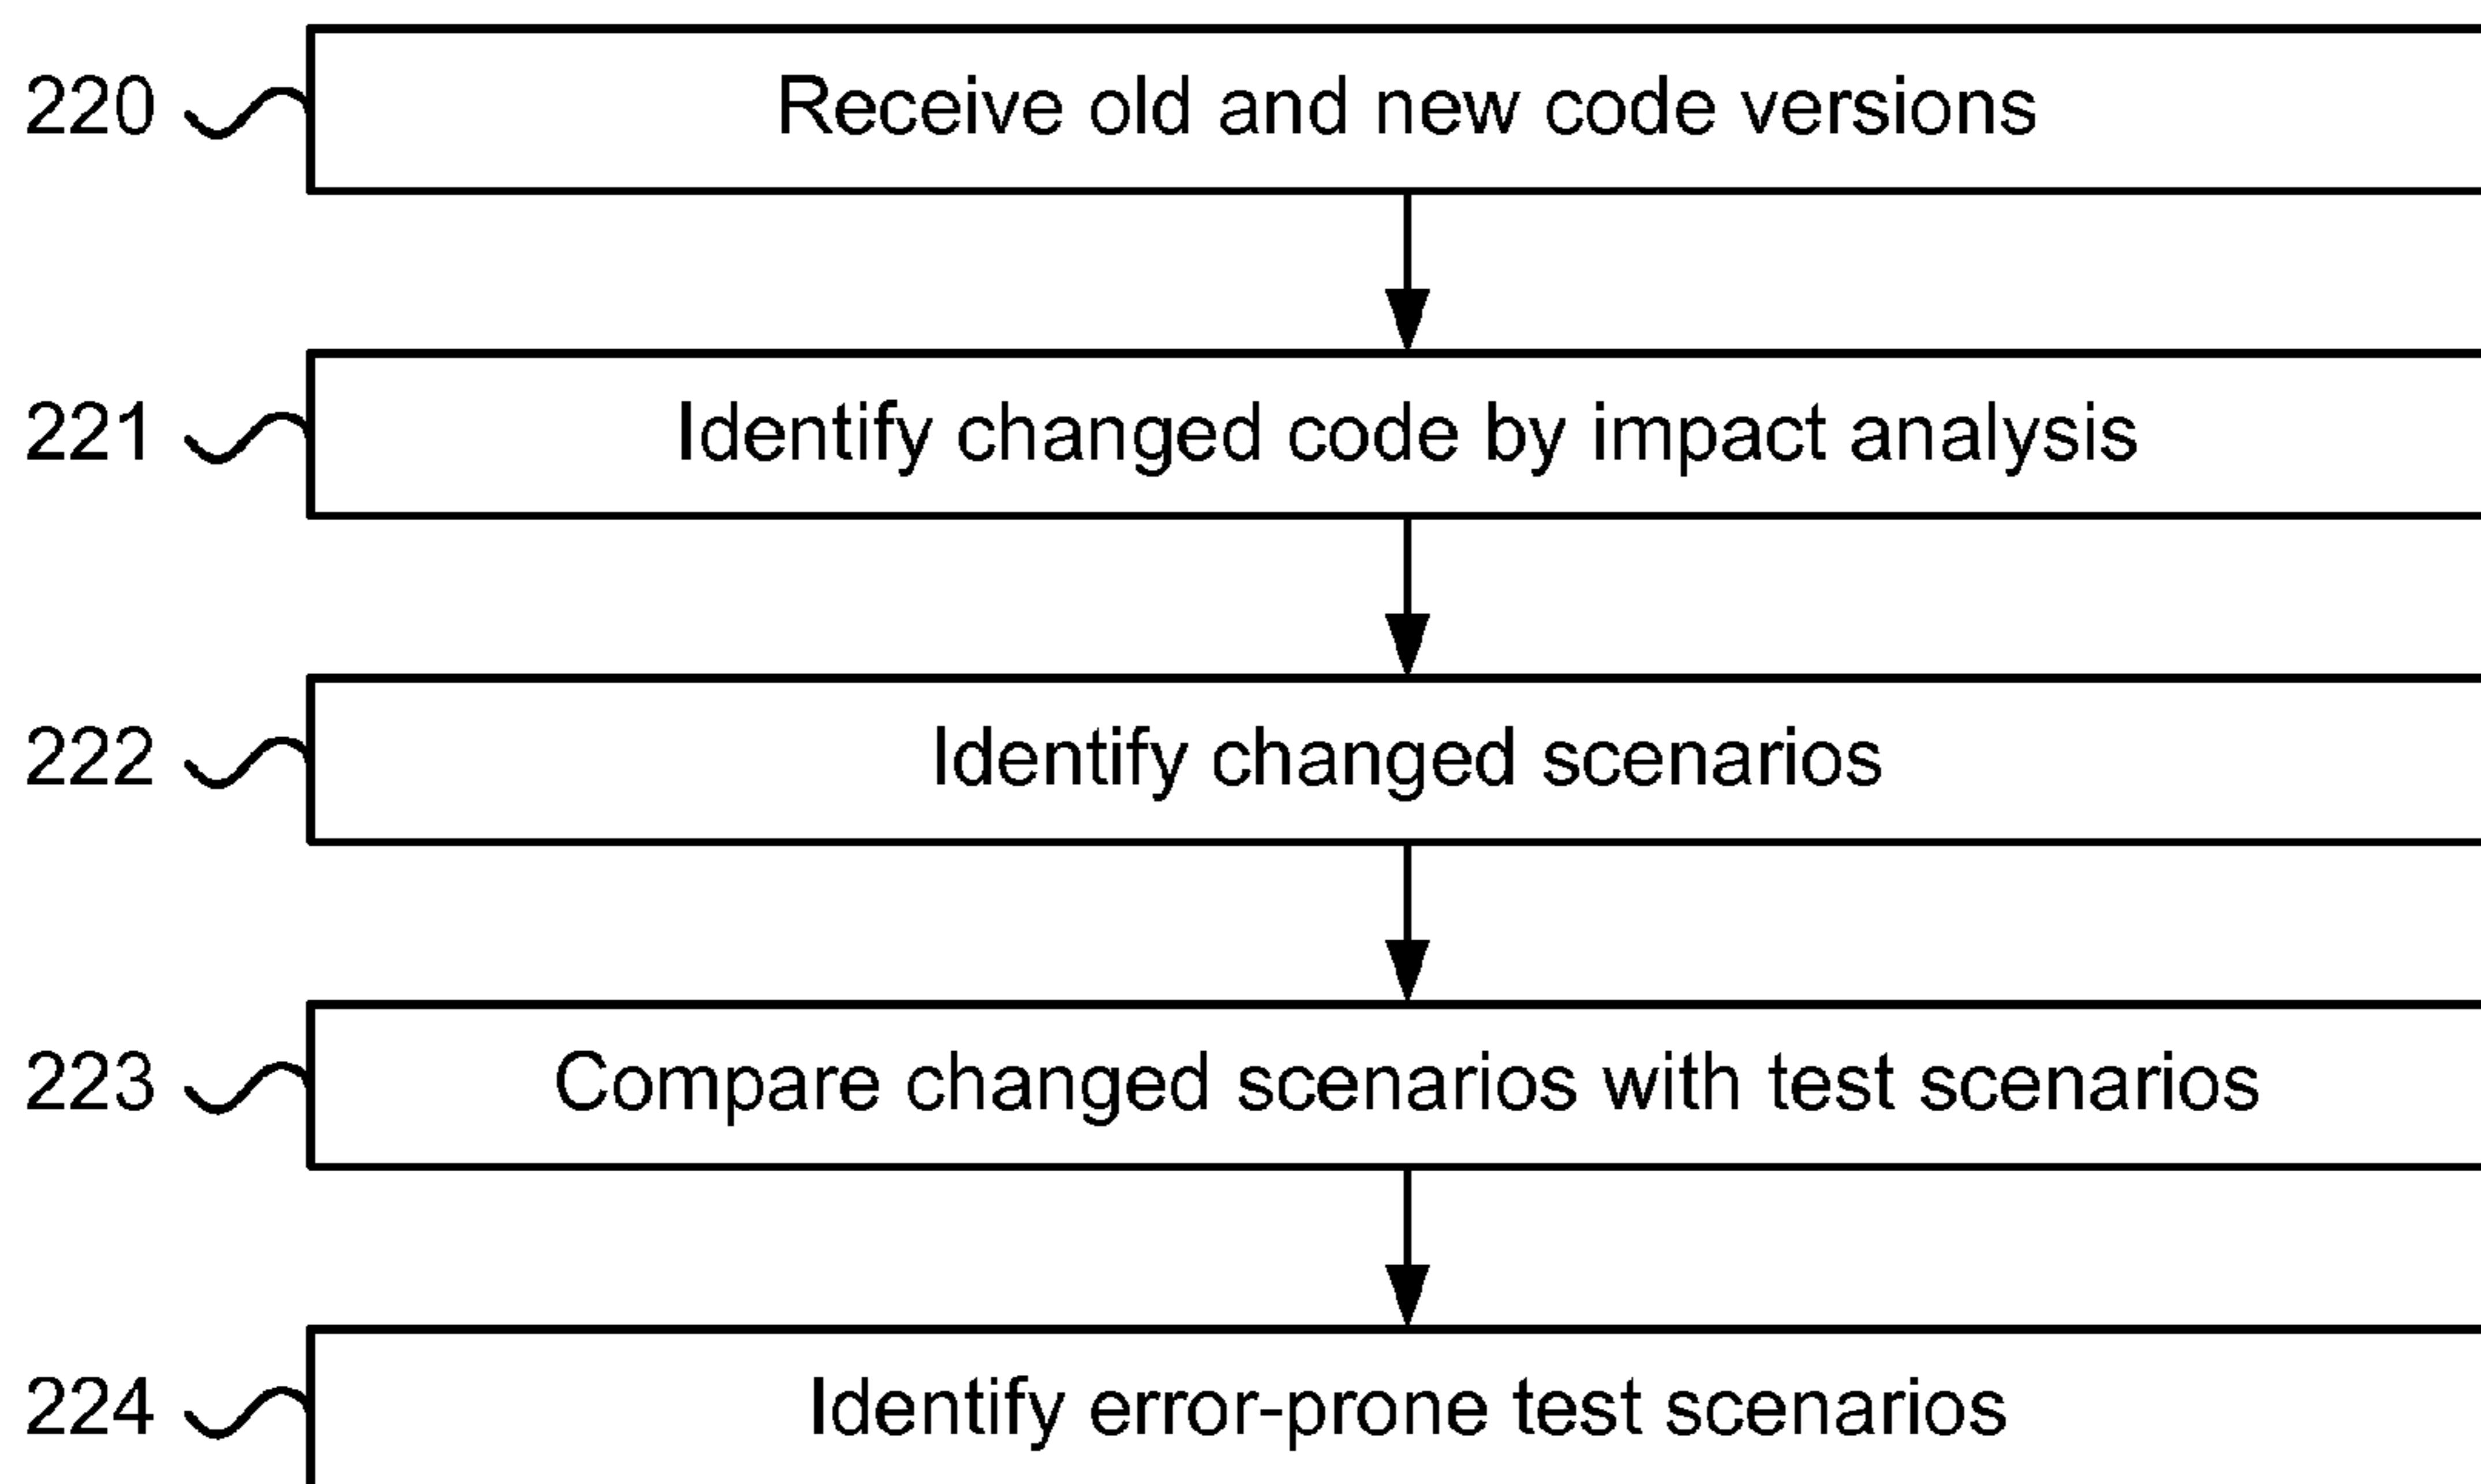 220 Receive old and new code versions
221 Identify changed code by impact analysis
222 Identify changed scenarios
223 Compare changed scenarios with test scenarios
224 Identify error-prone test scenarios